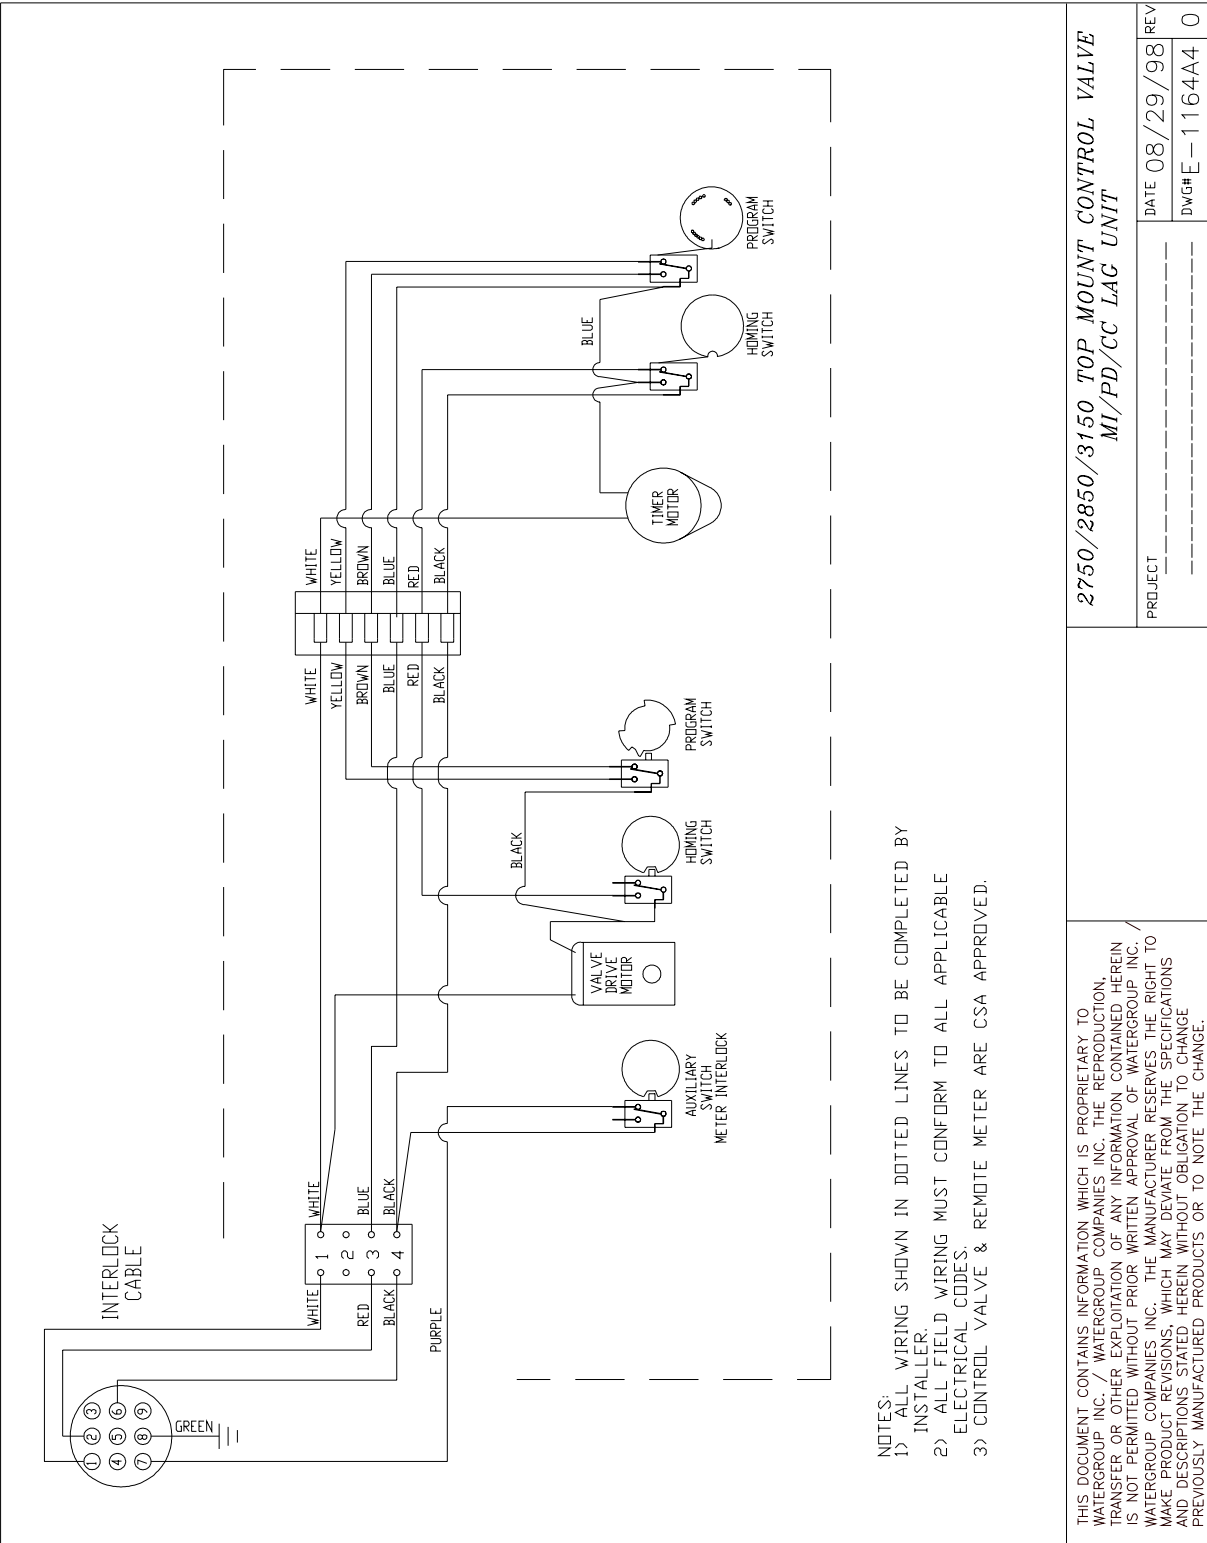 INTERLOCK
CABLE
1
2
3
4
5
6
7
8
9
GREEN
WHITE
RED
BLACK
PURPLE
1
2
3
4
WHITE
BLUE
BLACK
AUXILIARY
SWITCH
METER INTERLOCK
VALVE
DRIVE
MOTOR
BLACK
HOMING
SWITCH
PROGRAM
SWITCH
WHITE
YELLOW
BROWN
BLUE
RED
BLACK
WHITE
YELLOW
BROWN
BLUE
RED
BLACK
TIMER
MOTOR
BLUE
HOMING
SWITCH
PROGRAM
SWITCH
NOTES:
1) ALL WIRING SHOWN IN DOTTED LINES TO BE COMPLETED BY
INSTALLER.
2) ALL FIELD WIRING MUST CONFORM TO ALL APPLICABLE
ELECTRICAL CODES.
3) CONTROL VALVE & REMOTE METER ARE CSA APPROVED.
THIS DOCUMENT CONTAINS INFORMATION WHICH IS PROPRIETARY TO
WATERGROUP INC. / WATERGROUP COMPANIES INC. THE REPRODUCTION,
TRANSFER OR OTHER EXPLOITATION OF ANY INFORMATION CONTAINED HEREIN
IS NOT PERMITTED WITHOUT PRIOR WRITTEN APPROVAL OF WATERGROUP INC. /
WATERGROUP COMPANIES INC. THE MANUFACTURER RESERVES THE RIGHT TO
MAKE PRODUCT REVISIONS, WHICH MAY DEVIATE FROM THE SPECIFICATIONS
AND DESCRIPTIONS STATED HEREIN WITHOUT OBLIGATION TO CHANGE
PREVIOUSLY MANUFACTURED PRODUCTS OR TO NOTE THE CHANGE.
2750/2850/3150 TOP MOUNT CONTROL VALVE
MI/PD/CC LAG UNIT
PROJECT
DATE 08/29/98
REV
DWG# E-1164A4
0